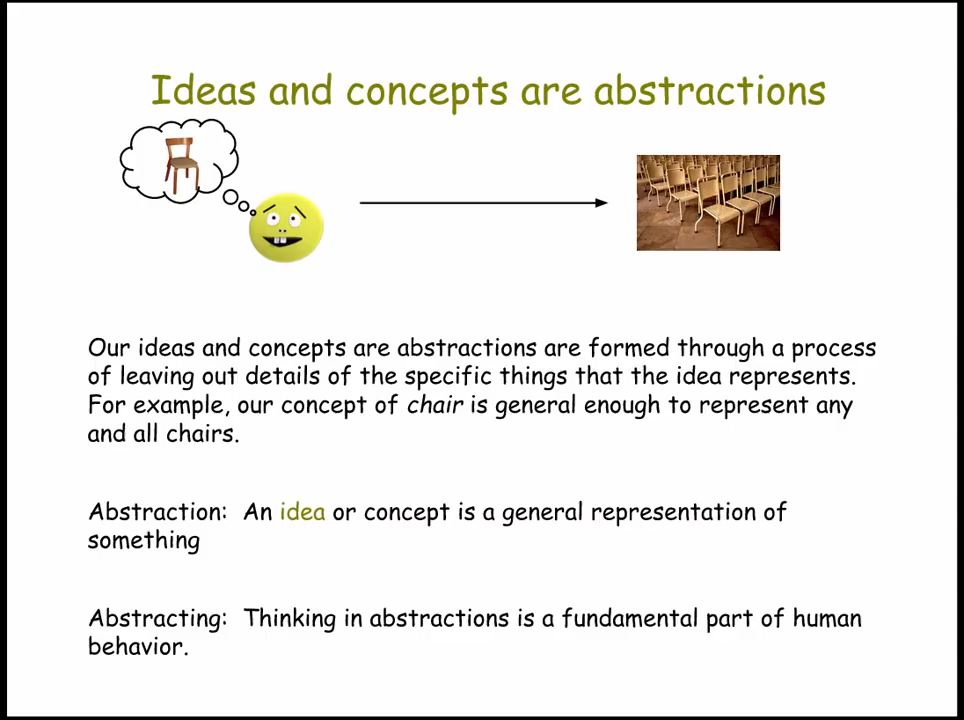 Ideas and concepts are abstractions
Our ideas and concepts are abstractions are formed through a process
of leaving out details of the specific things that the idea represents.
For example, our concept of chair is general enough to represent any
and all chairs.
Abstraction:  An idea or concept is a general representation of
something
Abstracting:  Thinking in abstractions is a fundamental part of human
behavior.